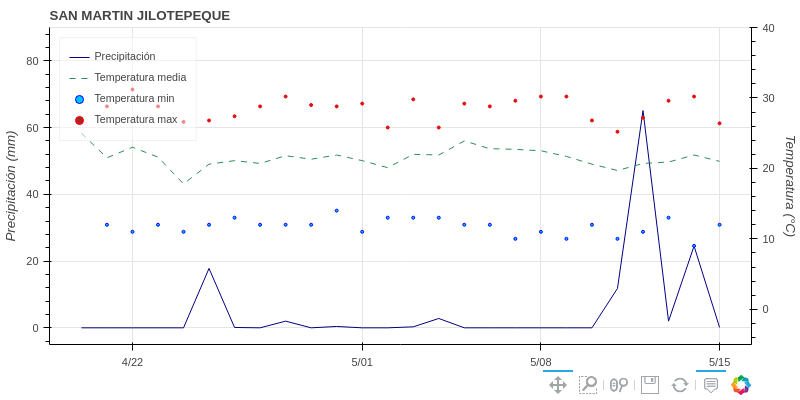 SAN MARTIN JILOTEPEQUE
Precipitación
Temperatura media
Temperatura min
Temperatura max
Precipitación (mm)
80
60
40
20
0
Temperatura (°C)
40
30
20
10
0
4/22
5/01
5/08
5/15